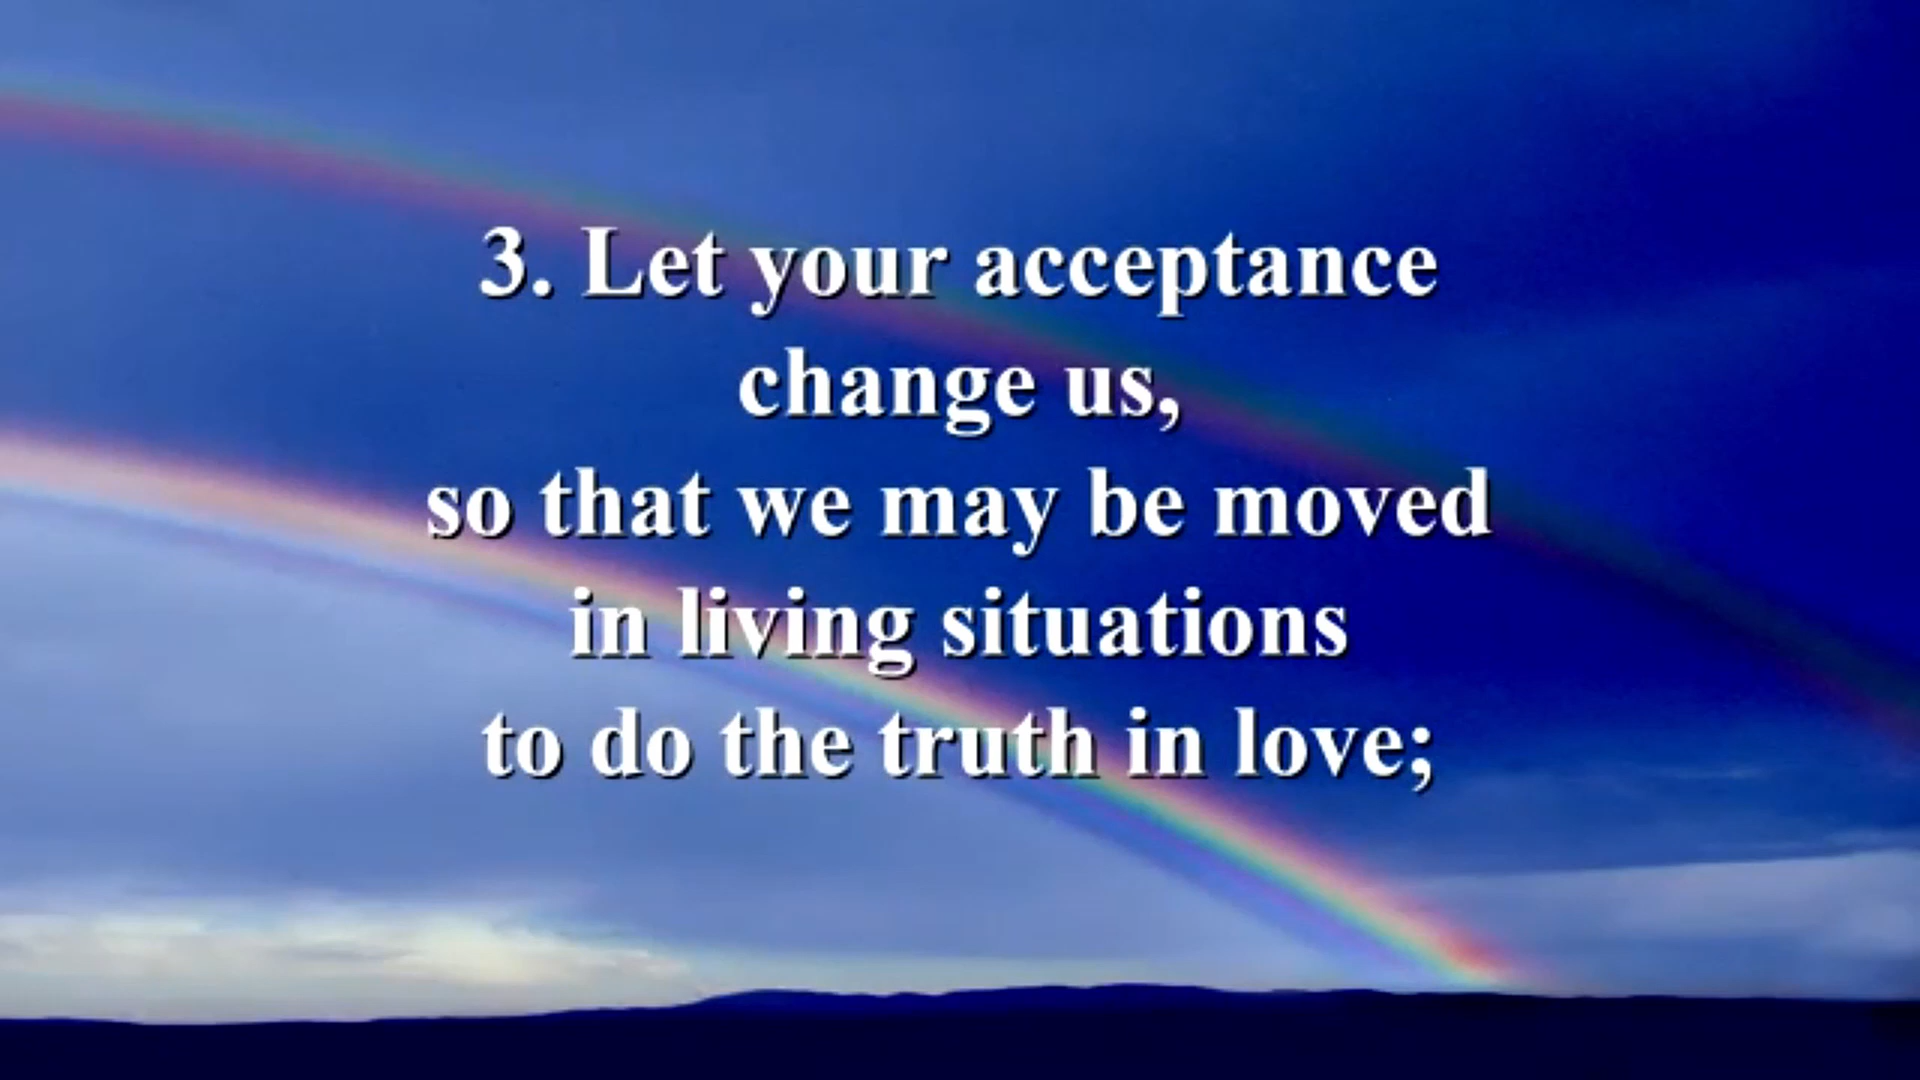 3. Let your acceptance
change us,
so that we may be moved
in living situations
to do the truth in love;